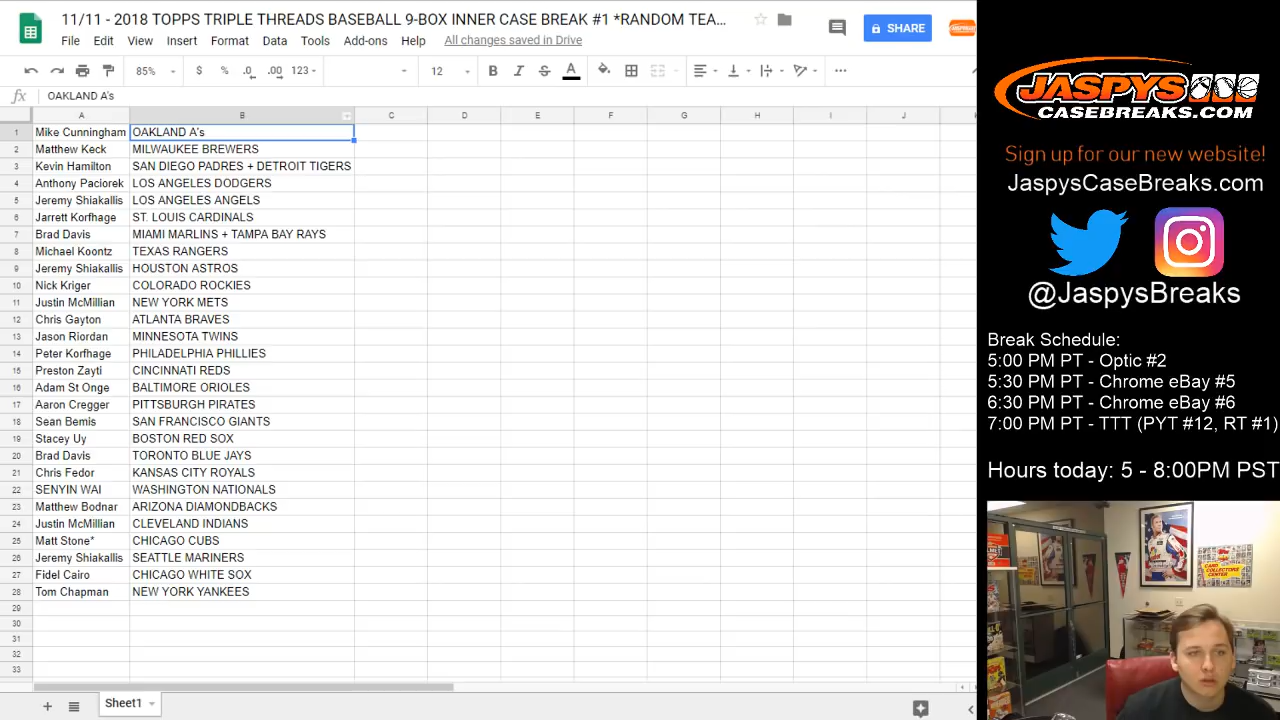 11/11 - 2018 TOPPS TRIPLE THREADS BASEBALL 9-BOX INNER CASE BREAK #1 *RANDOM TEA...
File Edit View Insert Format Data Tools Add-ons Help All changes saved in Drive
SHARE
85% $ % .0 .00 123 12 B I S A
fx OAKLAND A's
A B C D E F G H I J
1 Mike Cunningham OAKLAND A's
2 Matthew Keck MILWAUKEE BREWERS
3 Kevin Hamilton SAN DIEGO PADRES + DETROIT TIGERS
4 Anthony Paciorek LOS ANGELES DODGERS
5 Jeremy Shiakallis LOS ANGELES ANGELS
6 Jarrett Korfhage ST. LOUIS CARDINALS
7 Brad Davis MIAMI MARLINS + TAMPA BAY RAYS
8 Michael Koontz TEXAS RANGERS
9 Jeremy Shiakallis HOUSTON ASTROS
10 Nick Kriger COLORADO ROCKIES
11 Justin McMillian NEW YORK METS
12 Chris Gayton ATLANTA BRAVES
13 Jason Riordan MINNESOTA TWINS
14 Peter Korfhage PHILADELPHIA PHILLIES
15 Preston Zayti CINCINNATI REDS
16 Adam St Onge BALTIMORE ORIOLES
17 Aaron Cregger PITTSBURGH PIRATES
18 Sean Bemis SAN FRANCISCO GIANTS
19 Stacey Uy BOSTON RED SOX
20 Brad Davis TORONTO BLUE JAYS
21 Chris Fedor KANSAS CITY ROYALS
22 SENYIN WAI WASHINGTON NATIONALS
23 Matthew Bodnar ARIZONA DIAMONDBACKS
24 Justin McMillian CLEVELAND INDIANS
25 Matt Stone* CHICAGO CUBS
26 Jeremy Shiakallis SEATTLE MARINERS
27 Fidel Cairo CHICAGO WHITE SOX
28 Tom Chapman NEW YORK YANKEES
29
30
31
32
33
Sheet1
JASPYS
CASEBREAKS.COM
Sign up for our new website!
JaspysCaseBreaks.com
@JaspysBreaks
Break Schedule:
5:00 PM PT - Optic #2
5:30 PM PT - Chrome eBay #5
6:30 PM PT - Chrome eBay #6
7:00 PM PT - TTT (PYT #12, RT #1)
Hours today: 5 - 8:00PM PST
CARD
COLLECTORS
CENTER